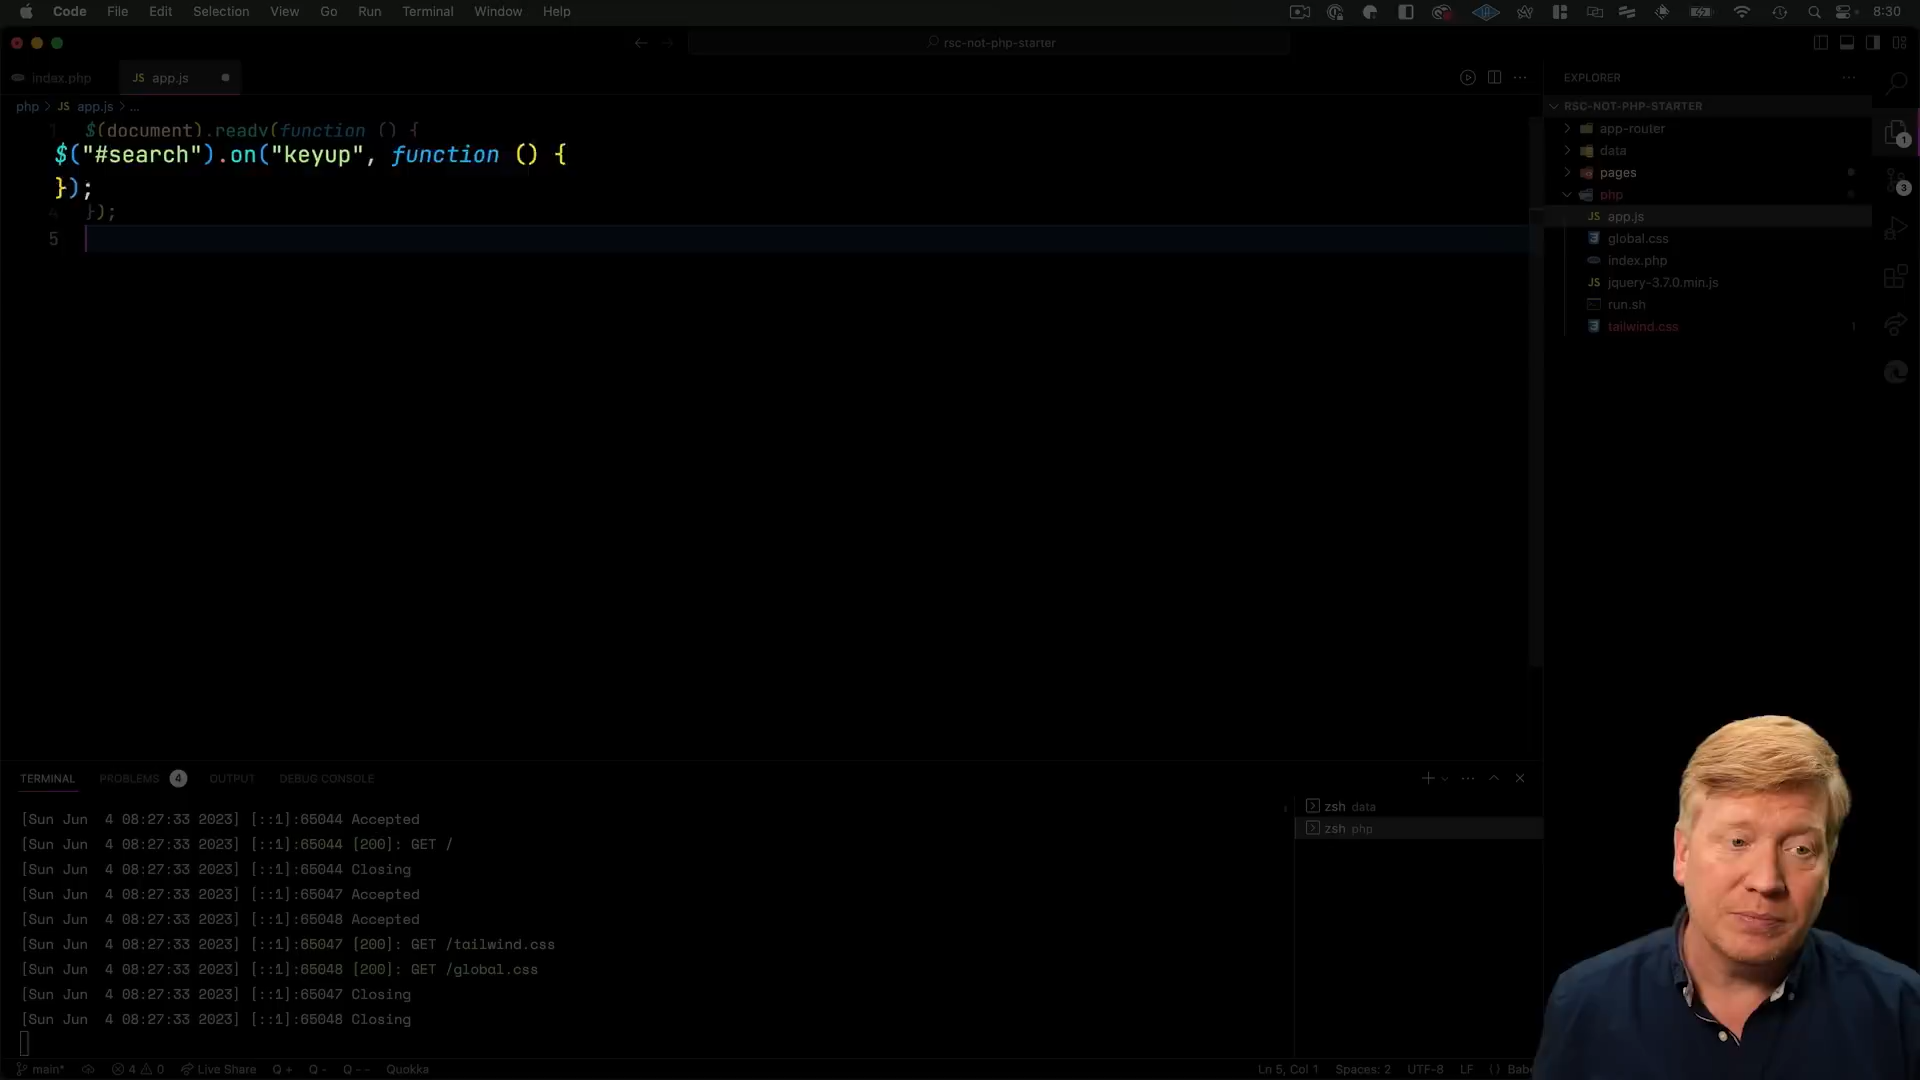 Code File Edit Selection View Go Run Terminal Window Help 8:30
rsc-not-php-starter
index.php JS app.js
php > JS app.js > ...
1 $(document).ready(function () {
$("#search").on("keyup", function () {
});
4 });
5
EXPLORER
RSC-NOT-PHP-STARTER
app-router
data
pages
php
JS app.js
global.css
index.php
JS jquery-3.7.0.min.js
run.sh
tailwind.css 1
1
3
TERMINAL PROBLEMS 4 OUTPUT DEBUG CONSOLE
[Sun Jun 4 08:27:33 2023] [::1]:65044 Accepted
[Sun Jun 4 08:27:33 2023] [::1]:65044 [200]: GET /
[Sun Jun 4 08:27:33 2023] [::1]:65044 Closing
[Sun Jun 4 08:27:33 2023] [::1]:65047 Accepted
[Sun Jun 4 08:27:33 2023] [::1]:65048 Accepted
[Sun Jun 4 08:27:33 2023] [::1]:65047 [200]: GET /tailwind.css
[Sun Jun 4 08:27:33 2023] [::1]:65048 [200]: GET /global.css
[Sun Jun 4 08:27:33 2023] [::1]:65047 Closing
[Sun Jun 4 08:27:33 2023] [::1]:65048 Closing
zsh data
zsh php
main* 4 0 Live Share Q + Q - Q -- Quokka Ln 5, Col 1 Spaces: 2 UTF-8 LF {}